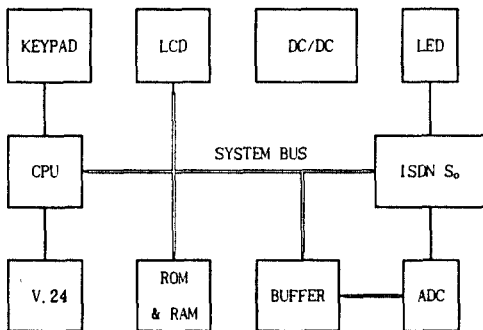 KEYPAD
LCD
DC/DC
LED
SYSTEM BUS
CPU
ISDN S₀
V.24
ROM
& RAM
BUFFER
ADC